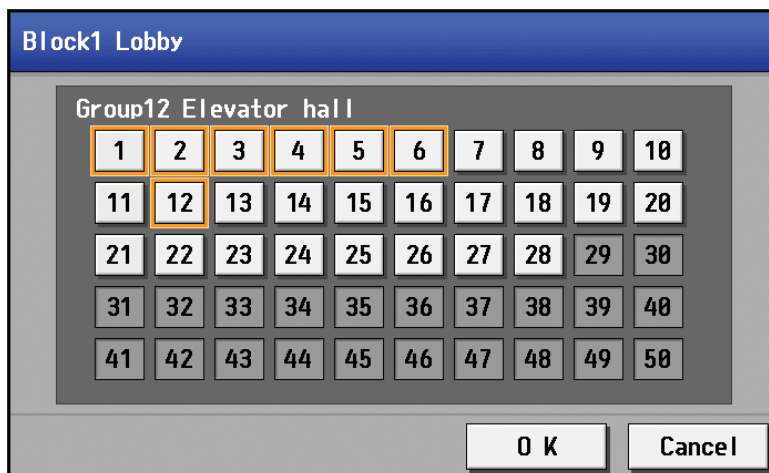 Block1 Lobby
Group12 Elevator hall
1 2 3 4 5 6 7 8 9 10
11 12 13 14 15 16 17 18 19 20
21 22 23 24 25 26 27 28 29 30
31 32 33 34 35 36 37 38 39 40
41 42 43 44 45 46 47 48 49 50
OK Cancel